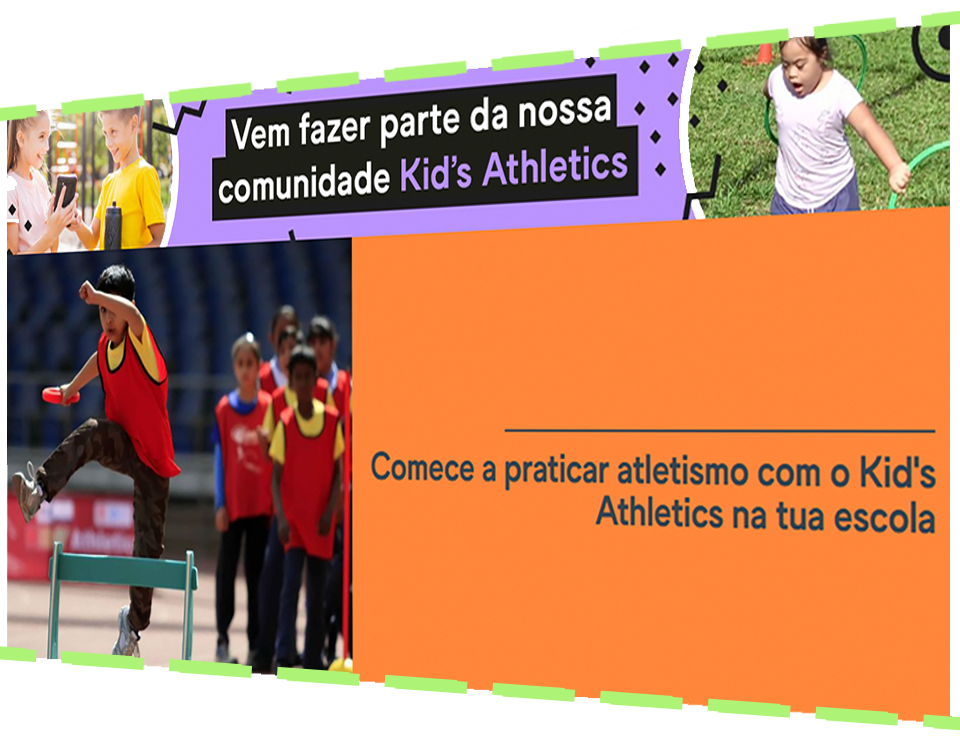 Vem fazer parte da nossa
comunidade Kid’s Athletics
Comece a praticar atletismo com o Kid's
Athletics na tua escola